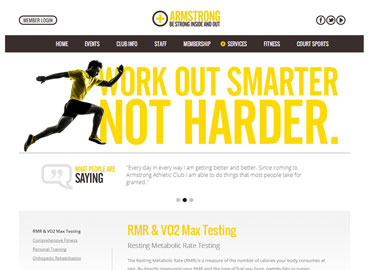 MEMBER LOGIN
ARMSTRONG
BE STRONG INSIDE AND OUT
HOME EVENTS CLUB INFO STAFF MEMBERSHIP SERVICES FITNESS COURT SPORTS
WORK OUT SMARTER
NOT HARDER.
WHAT PEOPLE ARE
SAYING
"Every day in every way I am getting better and better. Since coming to
Armstrong Athletic Club I am able to do things that most people take for
granted."
RMR & VO2 Max Testing
Comprehensive Fitness
Personal Training
Orthopedic Rehabilitation
RMR & VO2 Max Testing
Resting Metabolic Rate Testing
The Resting Metabolic Rate (RMR) is a measure of the number of calories your body consumes at